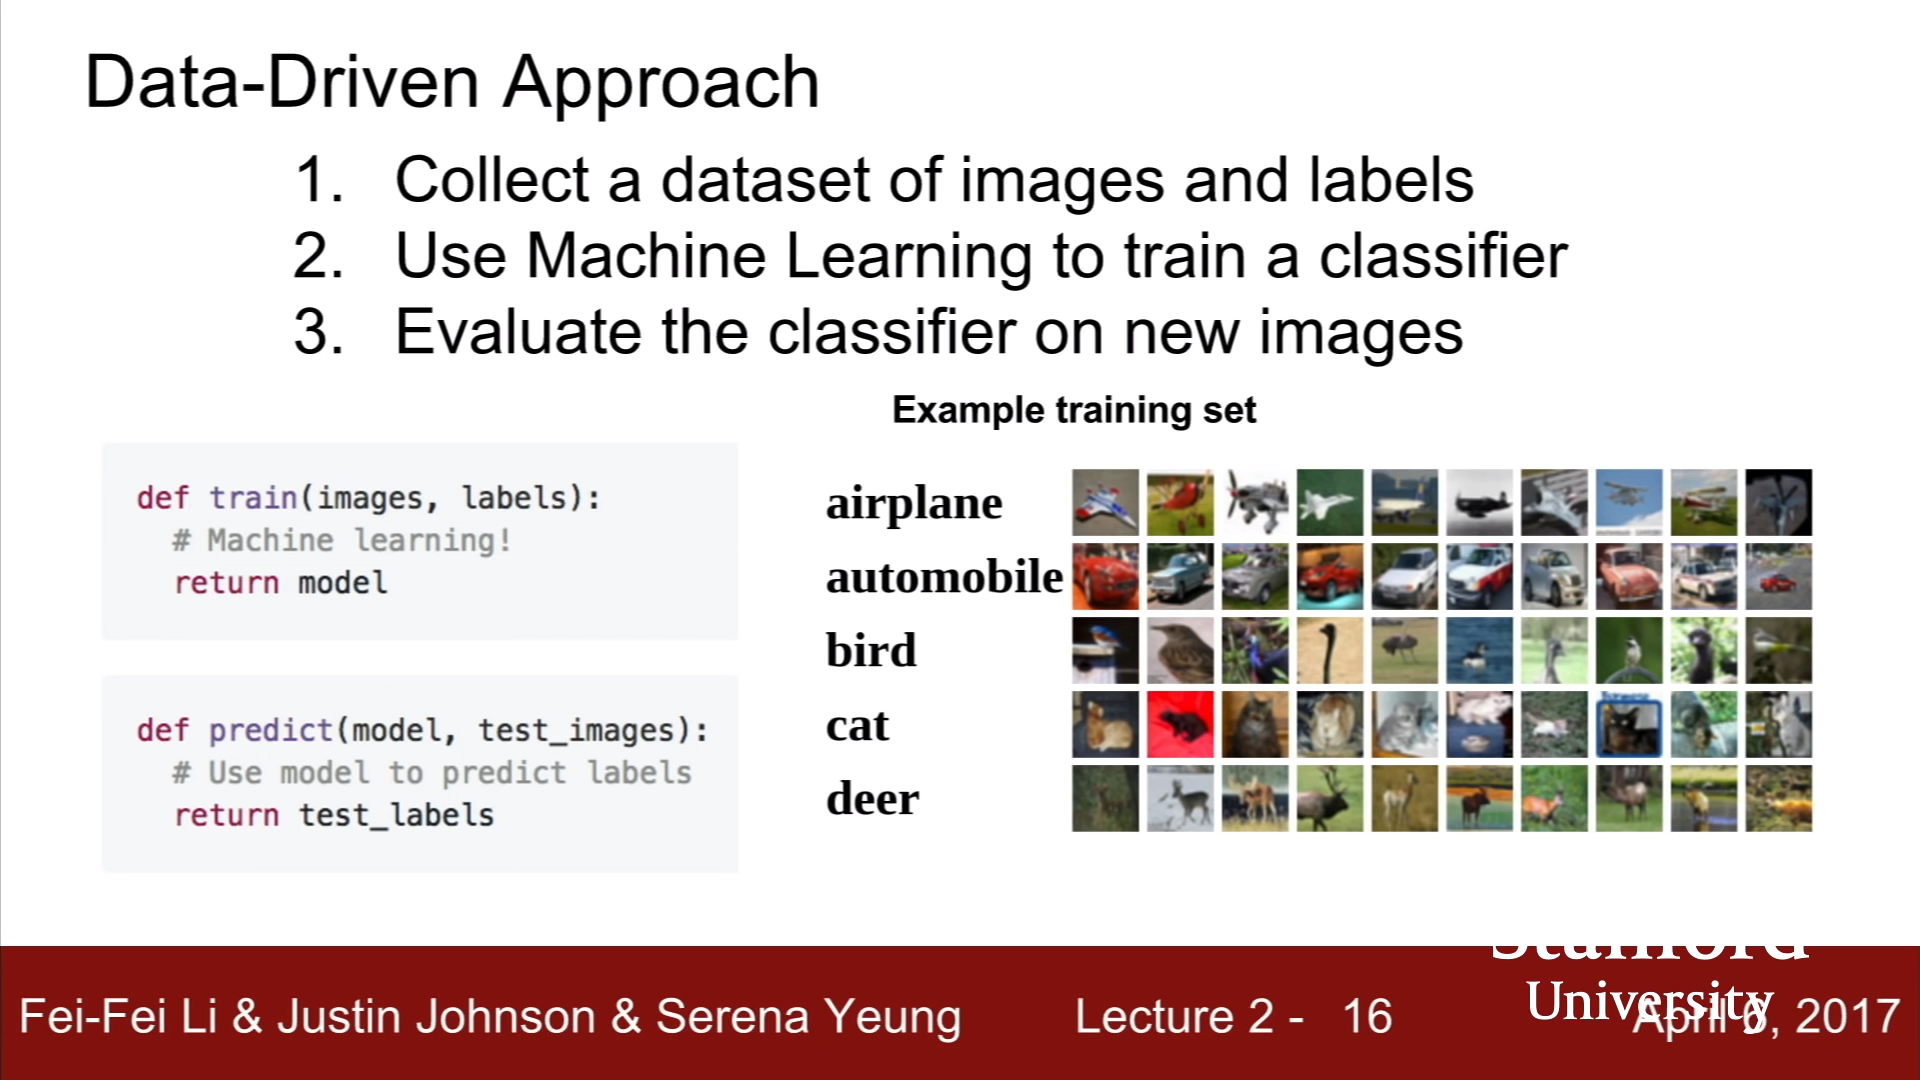 Data-Driven Approach
1. Collect a dataset of images and labels
2. Use Machine Learning to train a classifier
3. Evaluate the classifier on new images
Example training set
def train(images, labels):
# Machine learning!
return model
def predict(model, test_images):
# Use model to predict labels
return test_labels
airplane
automobile
bird
cat
deer
Fei-Fei Li & Justin Johnson & Serena Yeung
Lecture 2 - 16
Stanford
University
April 6, 2017